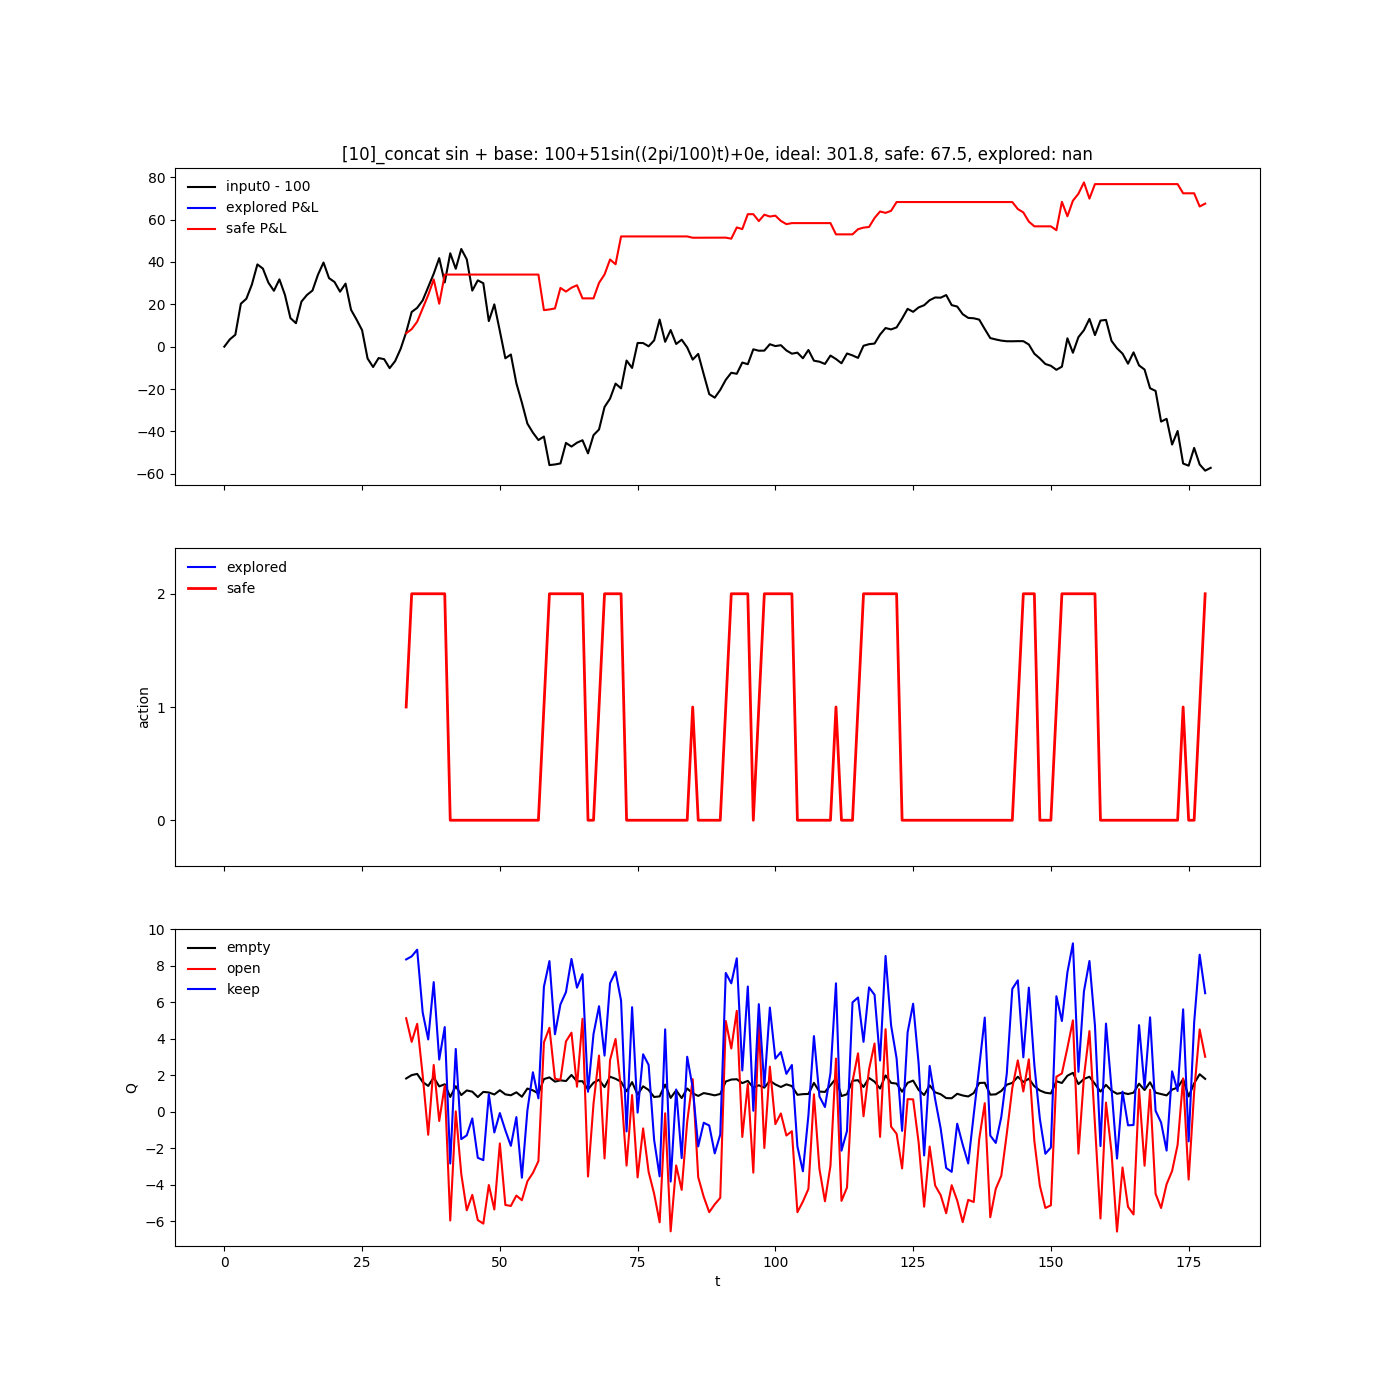 [10]_concat sin + base: 100+51sin((2pi/100)t)+0e, ideal: 301.8, safe: 67.5, explored: nan
80
60
40
20
0
−20
−40
−60
input0 - 100
explored P&L
safe P&L
2
1
0
action
explored
safe
10
8
6
4
2
0
−2
−4
−6
Q
empty
open
keep
0 25 50 75 100 125 150 175
t